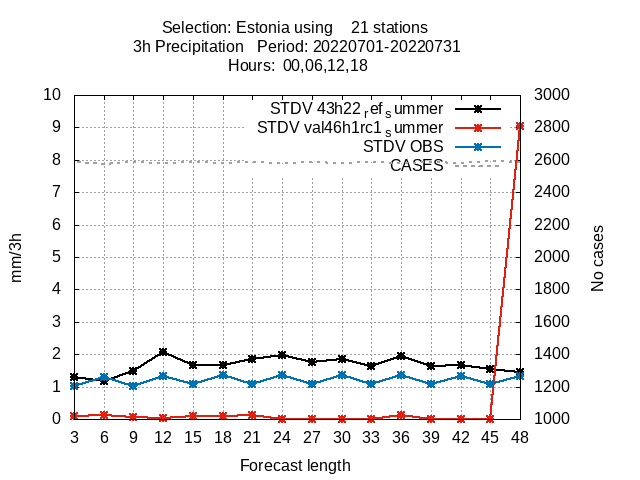 Selection: Estonia using    21 stations
3h Precipitation   Period: 20220701-20220731
Hours: 00,06,12,18
10
9
8
7
6
5
4
3
2
1
0
mm/3h
STDV 43h22ref_summer
STDV val46h1rc1summer
STDV OBS
CASES
3000
2800
2600
2400
2200
2000
1800
1600
1400
1200
1000
No cases
3 6 9 12 15 18 21 24 27 30 33 36 39 42 45 48
Forecast length